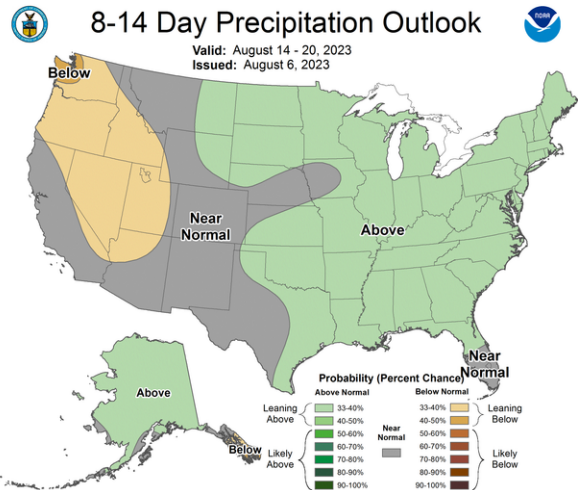 8-14 Day Precipitation Outlook
NOAA
Valid: August 14 - 20, 2023
Issued: August 6, 2023
Below
Near
Normal
Above
Near
Normal
Above
Below
Probability (Percent Chance)
Above Normal
Below Normal
Leaning
Above
33-40%
40-50%
Likely
Above
50-60%
60-70%
70-80%
80-90%
90-100%
Near
Normal
33-40%
40-50%
Leaning
Below
50-60%
60-70%
70-80%
80-90%
90-100%
Likely
Below